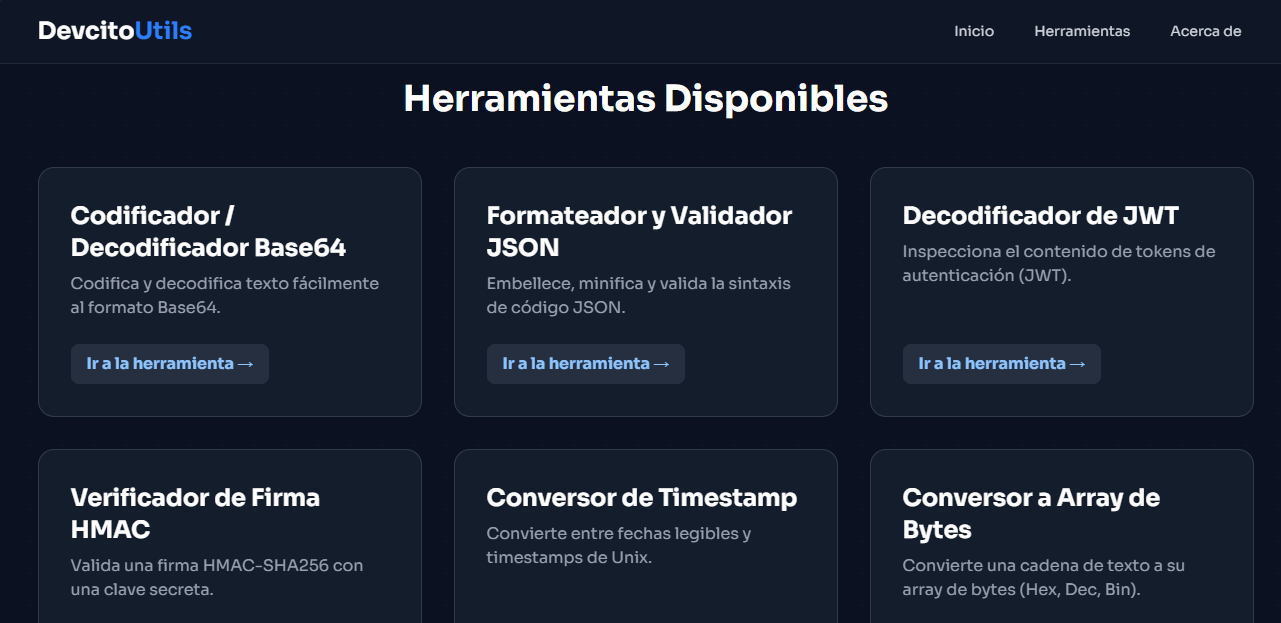 DevcitoUtils
Inicio
Herramientas
Acerca de
Herramientas Disponibles
Codificador /
Decodificador Base64
Codifica y decodifica texto fácilmente
al formato Base64.
Ir a la herramienta →
Formateador y Validador
JSON
Embellece, minifica y valida la sintaxis
de código JSON.
Ir a la herramienta →
Decodificador de JWT
Inspecciona el contenido de tokens de
autenticación (JWT).
Ir a la herramienta →
Verificador de Firma
HMAC
Valida una firma HMAC-SHA256 con
una clave secreta.
Conversor de Timestamp
Convierte entre fechas legibles y
timestamps de Unix.
Conversor a Array de
Bytes
Convierte una cadena de texto a su
array de bytes (Hex, Dec, Bin).